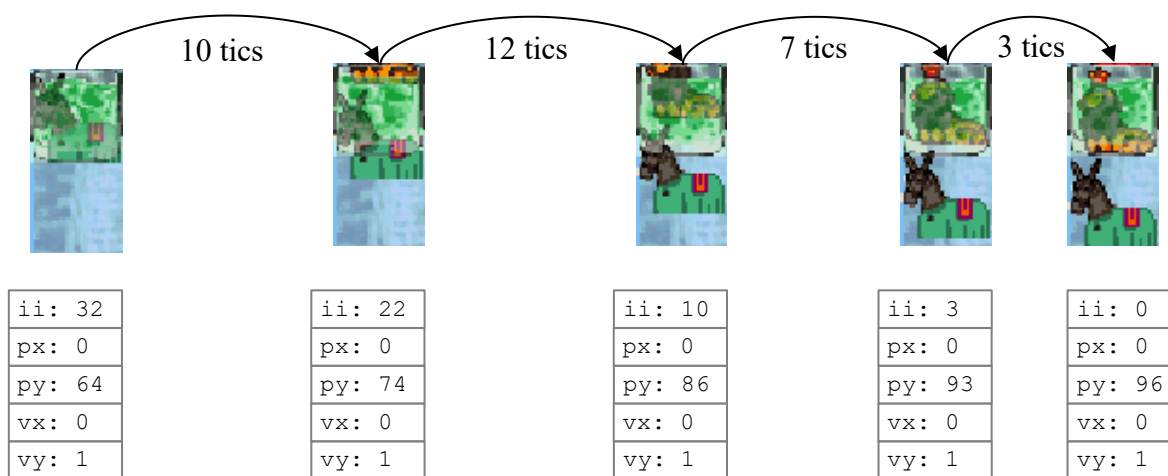 10 tics
12 tics
7 tics
3 tics
ii: 32
px: 0
py: 64
vx: 0
vy: 1
ii: 22
px: 0
py: 74
vx: 0
vy: 1
ii: 10
px: 0
py: 86
vx: 0
vy: 1
ii: 3
px: 0
py: 93
vx: 0
vy: 1
ii: 0
px: 0
py: 96
vx: 0
vy: 1